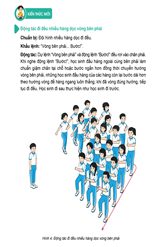 KIẾN THỨC MỚI
Động tác đi đều nhiều hàng dọc vòng bên phải
Chuẩn bị: Đội hình nhiều hàng dọc đi đều.
Khẩu lệnh: "Vòng bên phải... Bước!".
Động tác: Dự lệnh "Vòng bên phải" và động lệnh "Bước!" đều rơi vào chân phải.
Khi nghe động lệnh "Bước!", học sinh đầu hàng ngoài cùng bên phải làm
chuẩn giậm chân tại chỗ hoặc bước ngắn hơn đồng thời chuyển hướng
vòng bên phải, những học sinh đầu hàng của các hàng còn lại bước dài hơn
theo hướng vòng để hàng ngang luôn thẳng; khi đã vòng đúng hướng, tiếp
tục đi đều. Học sinh đi sau thực hiện như học sinh đi trước.
Hình 6. Động tác đi đều nhiều hàng dọc vòng bên phải